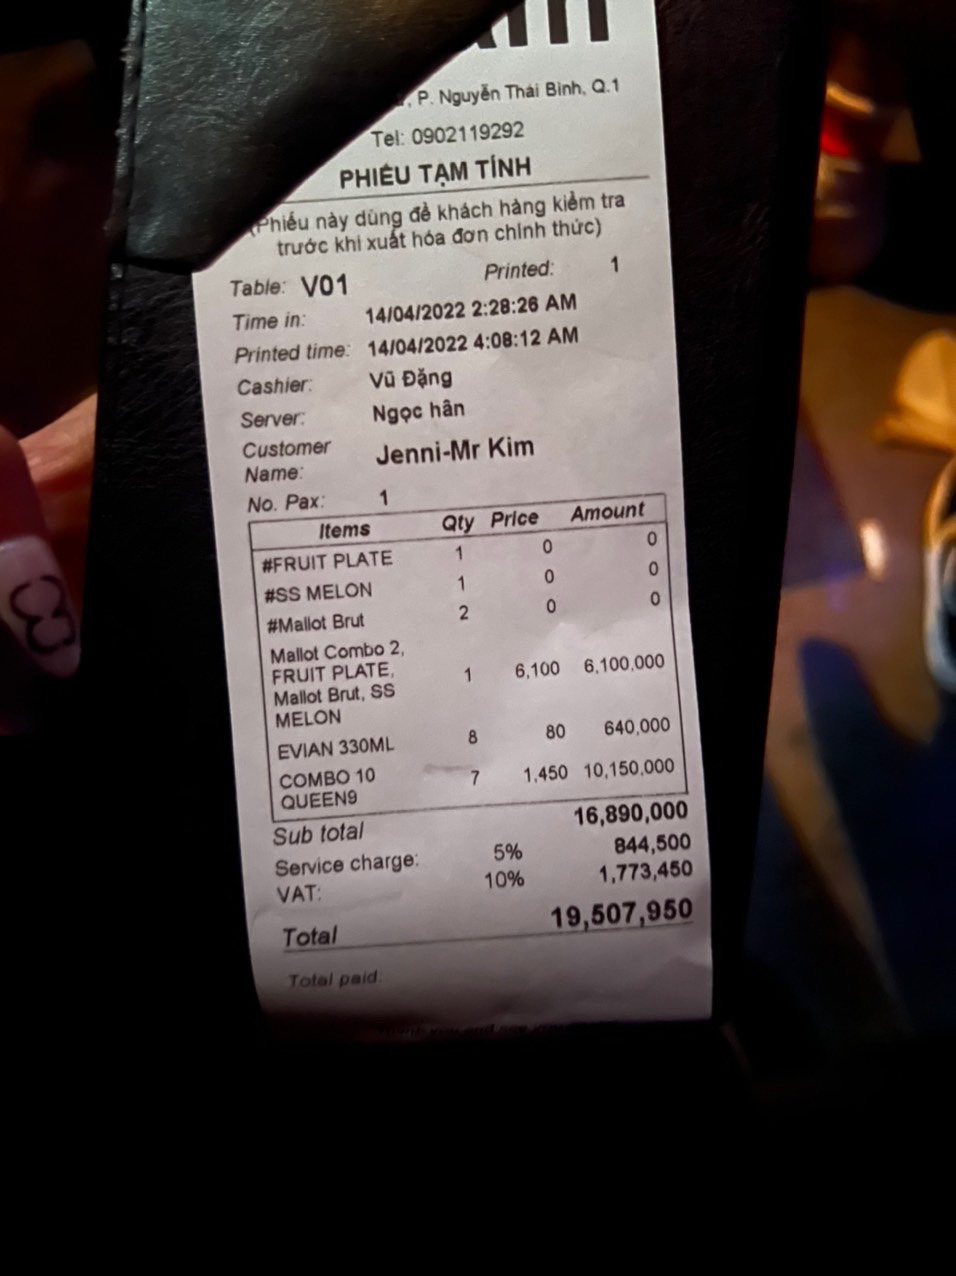 P. Nguyễn Thái Bình, Q.1
Tel: 0902119292
PHIẾU TẠM TÍNH
(Phiếu này dùng để khách hàng kiểm tra
trước khi xuất hóa đơn chính thức)
Table: V01 Printed: 1
Time in: 14/04/2022 2:28:26 AM
Printed time: 14/04/2022 4:08:12 AM
Cashier: Vũ Đặng
Server: Ngọc hân
Customer
Name: Jenni-Mr Kim
No. Pax: 1
Items Qty Price Amount
#FRUIT PLATE 1 0 0
#SS MELON 1 0 0
#Mallot Brut 2 0 0
Mallot Combo 2,
FRUIT PLATE,
Mallot Brut, SS 1 6,100 6,100,000
MELON
EVIAN 330ML 8 80 640,000
COMBO 10 7 1,450 10,150,000
QUEEN9
Sub total 16,890,000
Service charge: 5% 844,500
VAT: 10% 1,773,450
Total 19,507,950
Total paid: